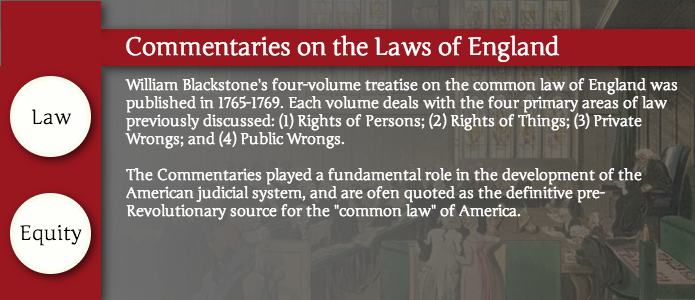 Commentaries on the Laws of England
William Blackstone's four-volume treatise on the common law of England was
published in 1765-1769. Each volume deals with the four primary areas of law
previously discussed: (1) Rights of Persons; (2) Rights of Things; (3) Private
Wrongs; and (4) Public Wrongs.
The Commentaries played a fundamental role in the development of the
American judicial system, and are ofen quoted as the definitive pre-
Revolutionary source for the "common law" of America.
Law
Equity